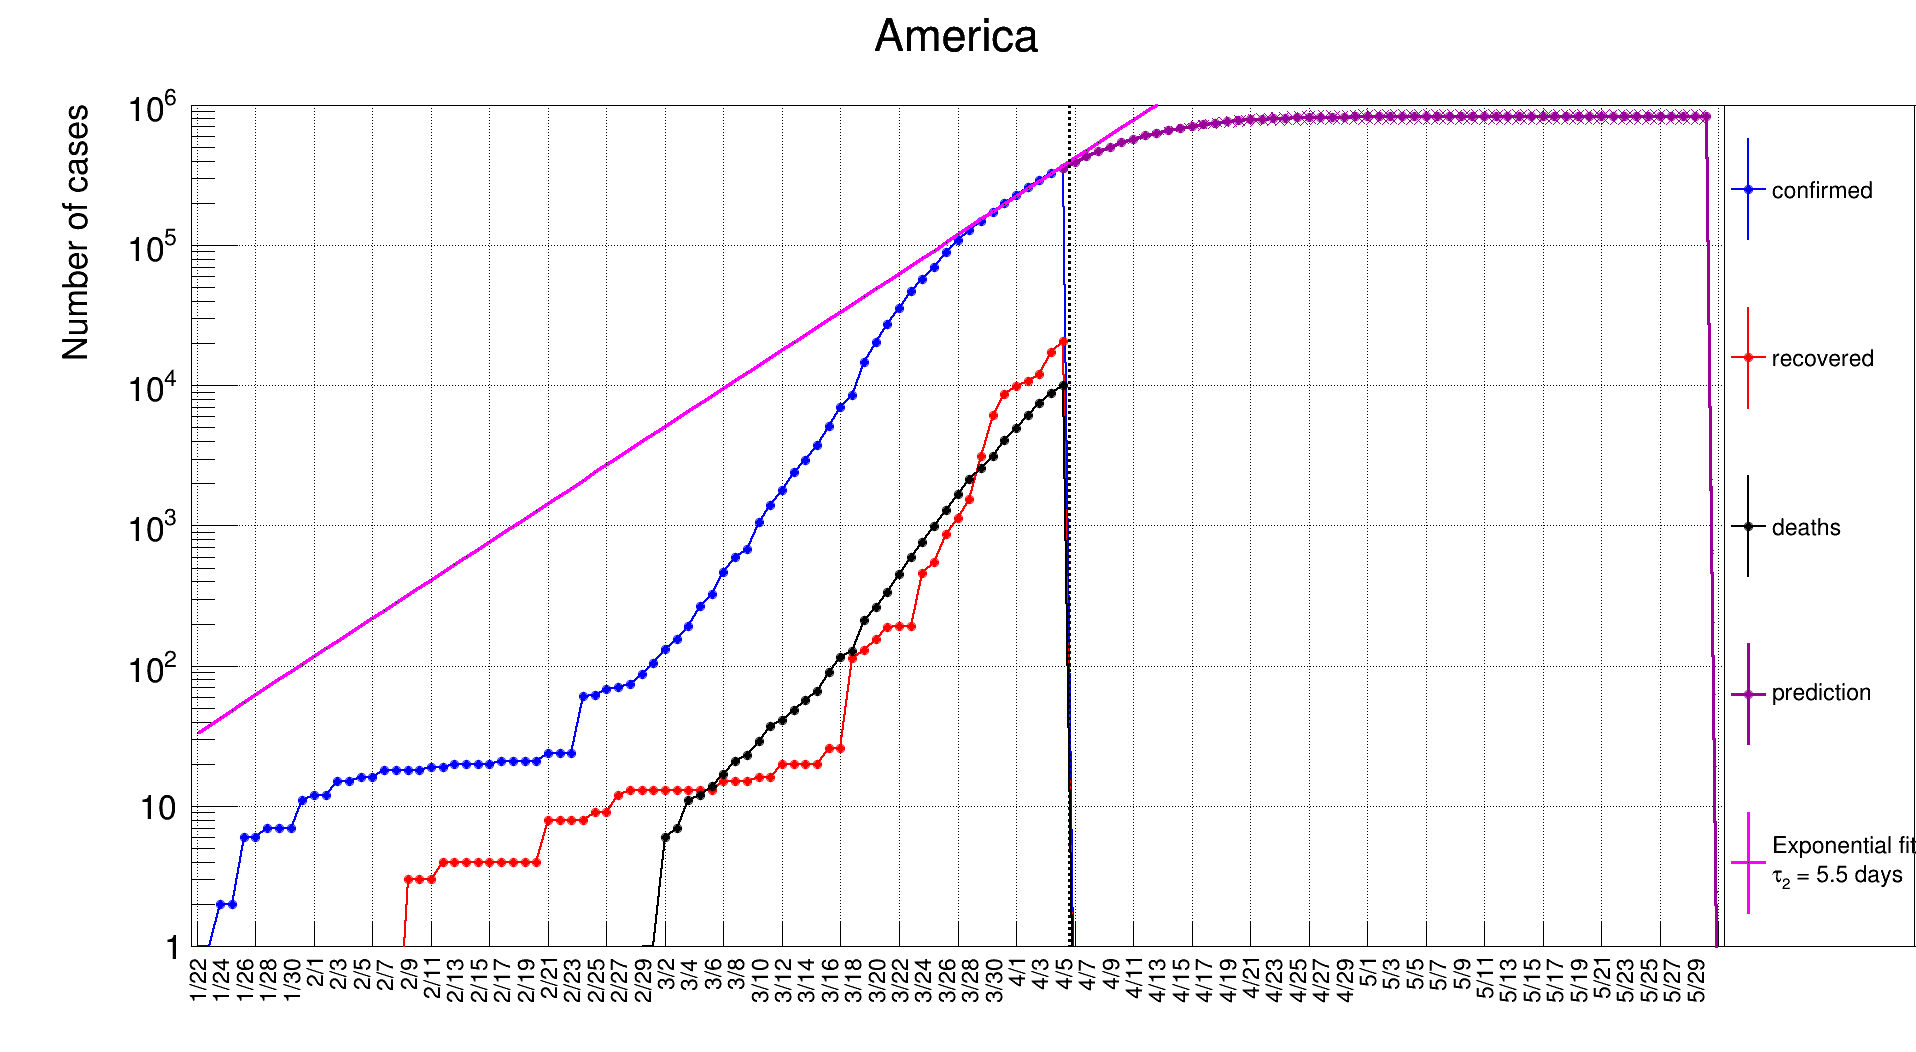 America
Number of cases
10^6
10^5
10^4
10^3
10^2
10
1
1/22 1/24 1/26 1/28 1/30 2/1 2/3 2/5 2/7 2/9 2/11 2/13 2/15 2/17 2/19 2/21 2/23 2/25 2/27 2/29 3/2 3/4 3/6 3/8 3/10 3/12 3/14 3/16 3/18 3/20 3/22 3/24 3/26 3/28 3/30 4/1 4/3 4/5 4/7 4/9 4/11 4/13 4/15 4/17 4/19 4/21 4/23 4/25 4/27 4/29 5/1 5/3 5/5 5/7 5/9 5/11 5/13 5/15 5/17 5/19 5/21 5/23 5/25 5/27 5/29
confirmed
recovered
deaths
prediction
Exponential fit
τ₂ = 5.5 days